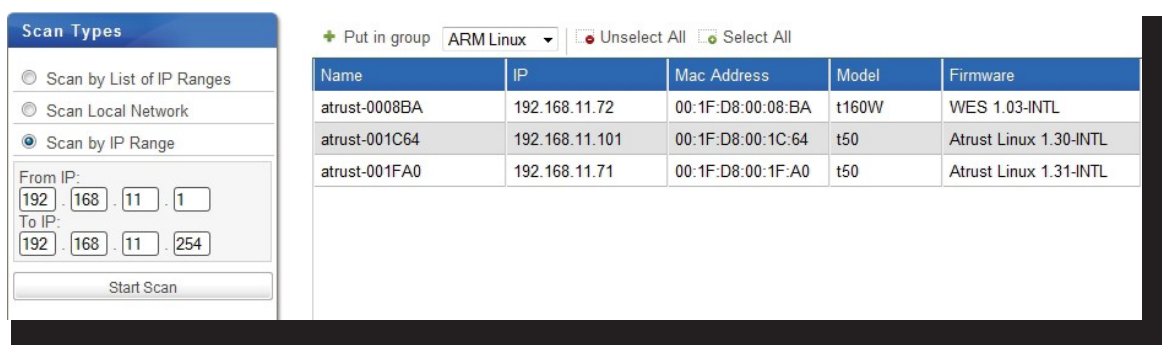 Scan Types
Scan by List of IP Ranges
Scan Local Network
Scan by IP Range
From IP:
192 . 168 . 11 . 1
To IP:
192 . 168 . 11 . 254
Start Scan
Put in group ARM Linux Unselect All Select All
Name IP Mac Address Model Firmware
atrust-0008BA 192.168.11.72 00:1F:D8:00:08:BA t160W WES 1.03-INTL
atrust-001C64 192.168.11.101 00:1F:D8:00:1C:64 t50 Atrust Linux 1.30-INTL
atrust-001FA0 192.168.11.71 00:1F:D8:00:1F:A0 t50 Atrust Linux 1.31-INTL